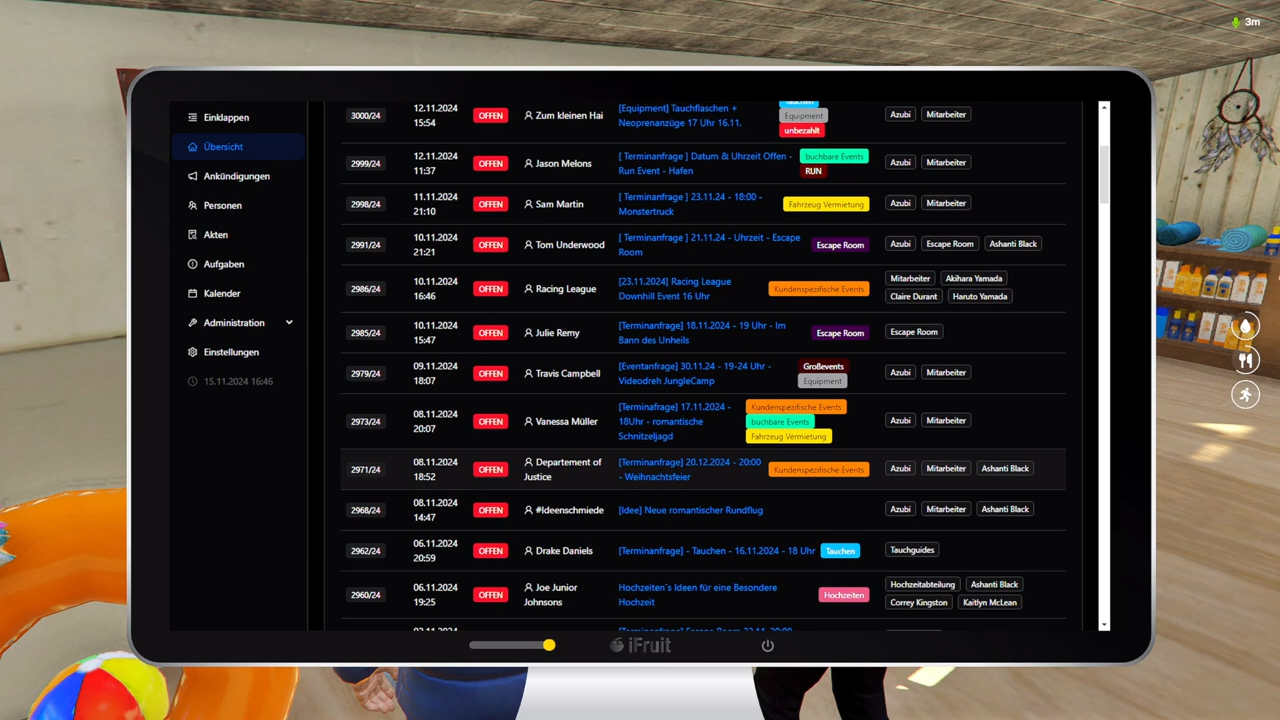 3m
Einklappen
Übersicht
Ankündigungen
Personen
Akten
Aufgaben
Kalender
Administration
Einstellungen
15.11.2024 16:46
3000/24 12.11.2024 15:54 OFFEN Zum kleinen Hai [Equipment] Tauchflaschen + Neoprenanzüge 17 Uhr 16.11. Tauchen Equipment unbezahlt Azubi Mitarbeiter
2999/24 12.11.2024 11:37 OFFEN Jason Melons [ Terminanfrage ] Datum & Uhrzeit Offen - Run Event - Hafen buchbare Events RUN Azubi Mitarbeiter
2998/24 11.11.2024 21:10 OFFEN Sam Martin [ Terminanfrage ] 23.11.24 - 18:00 - Monstertruck Fahrzeug Vermietung Azubi Mitarbeiter
2991/24 10.11.2024 21:21 OFFEN Tom Underwood [ Terminanfrage ] 21.11.24 - Uhrzeit - Escape Room Escape Room Azubi Escape Room Ashanti Black
2986/24 10.11.2024 16:46 OFFEN Racing League [23.11.2024] Racing League Downhill Event 16 Uhr Kundenspezifische Events Mitarbeiter Akihara Yamada Claire Durant Haruto Yamada
2985/24 10.11.2024 15:47 OFFEN Julie Remy [Terminanfrage] 18.11.2024 - 19 Uhr - Im Bann des Unheils Escape Room Escape Room
2979/24 09.11.2024 18:07 OFFEN Travis Campbell [Eventanfrage] 30.11.24 - 19-24 Uhr - Videodreh JungleCamp Großevents Equipment Azubi Mitarbeiter
2973/24 08.11.2024 20:07 OFFEN Vanessa Müller [Terminafrage] 17.11.2024 - 18Uhr - romantische Schnitzeljagd Kundenspezifische Events buchbare Events Fahrzeug Vermietung Azubi Mitarbeiter
2971/24 08.11.2024 18:52 OFFEN Departement of Justice [Terminanfrage] 20.12.2024 - 20:00 - Weihnachtsfeier Kundenspezifische Events Azubi Mitarbeiter Ashanti Black
2968/24 08.11.2024 14:47 OFFEN #Ideenschmiede [Idee] Neue romantischer Rundflug Azubi Mitarbeiter Ashanti Black
2962/24 06.11.2024 20:59 OFFEN Drake Daniels [Terminanfrage] - Tauchen - 16.11.2024 - 18 Uhr Tauchen Tauchguides
2960/24 06.11.2024 19:25 OFFEN Joe Junior Johnsons Hochzeiten´s Ideen für eine Besondere Hochzeit Hochzeiten Hochzeitabteilung Ashanti Black Correy Kingston Kaitlyn McLean
iFruit